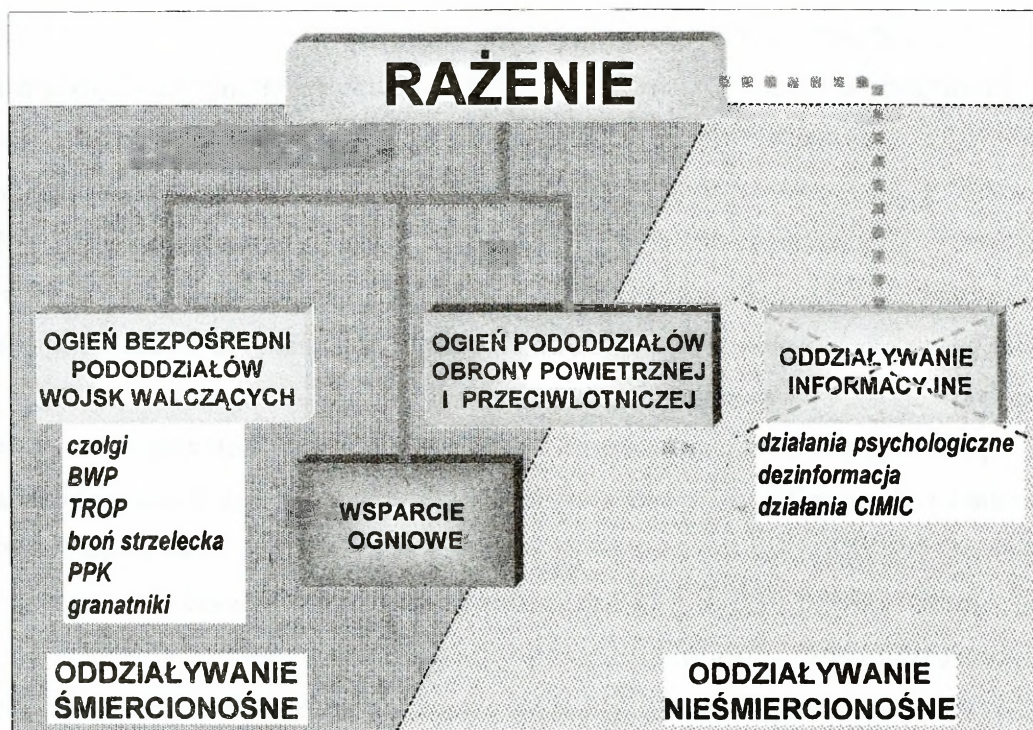 RAŻENIE
OGIEŃ BEZPOŚREDNI
PODODDZIAŁÓW
WOJSK WALCZĄCYCH
czołgi
BWP
TROP
broń strzelecka
PPK
granatniki
WSPARCIE
OGNIOWE
OGIEŃ PODODDZIAŁÓW
OBRONY POWIETRZNEJ
I PRZECIWLOTNICZEJ
ODDZIAŁYWANIE
INFORMACYJNE
działania psychologiczne
dezinformacja
działania CIMIC
ODDZIAŁYWANIE
ŚMIERCIONOŚNE
ODDZIAŁYWANIE
NIEŚMIERCIONOŚNE